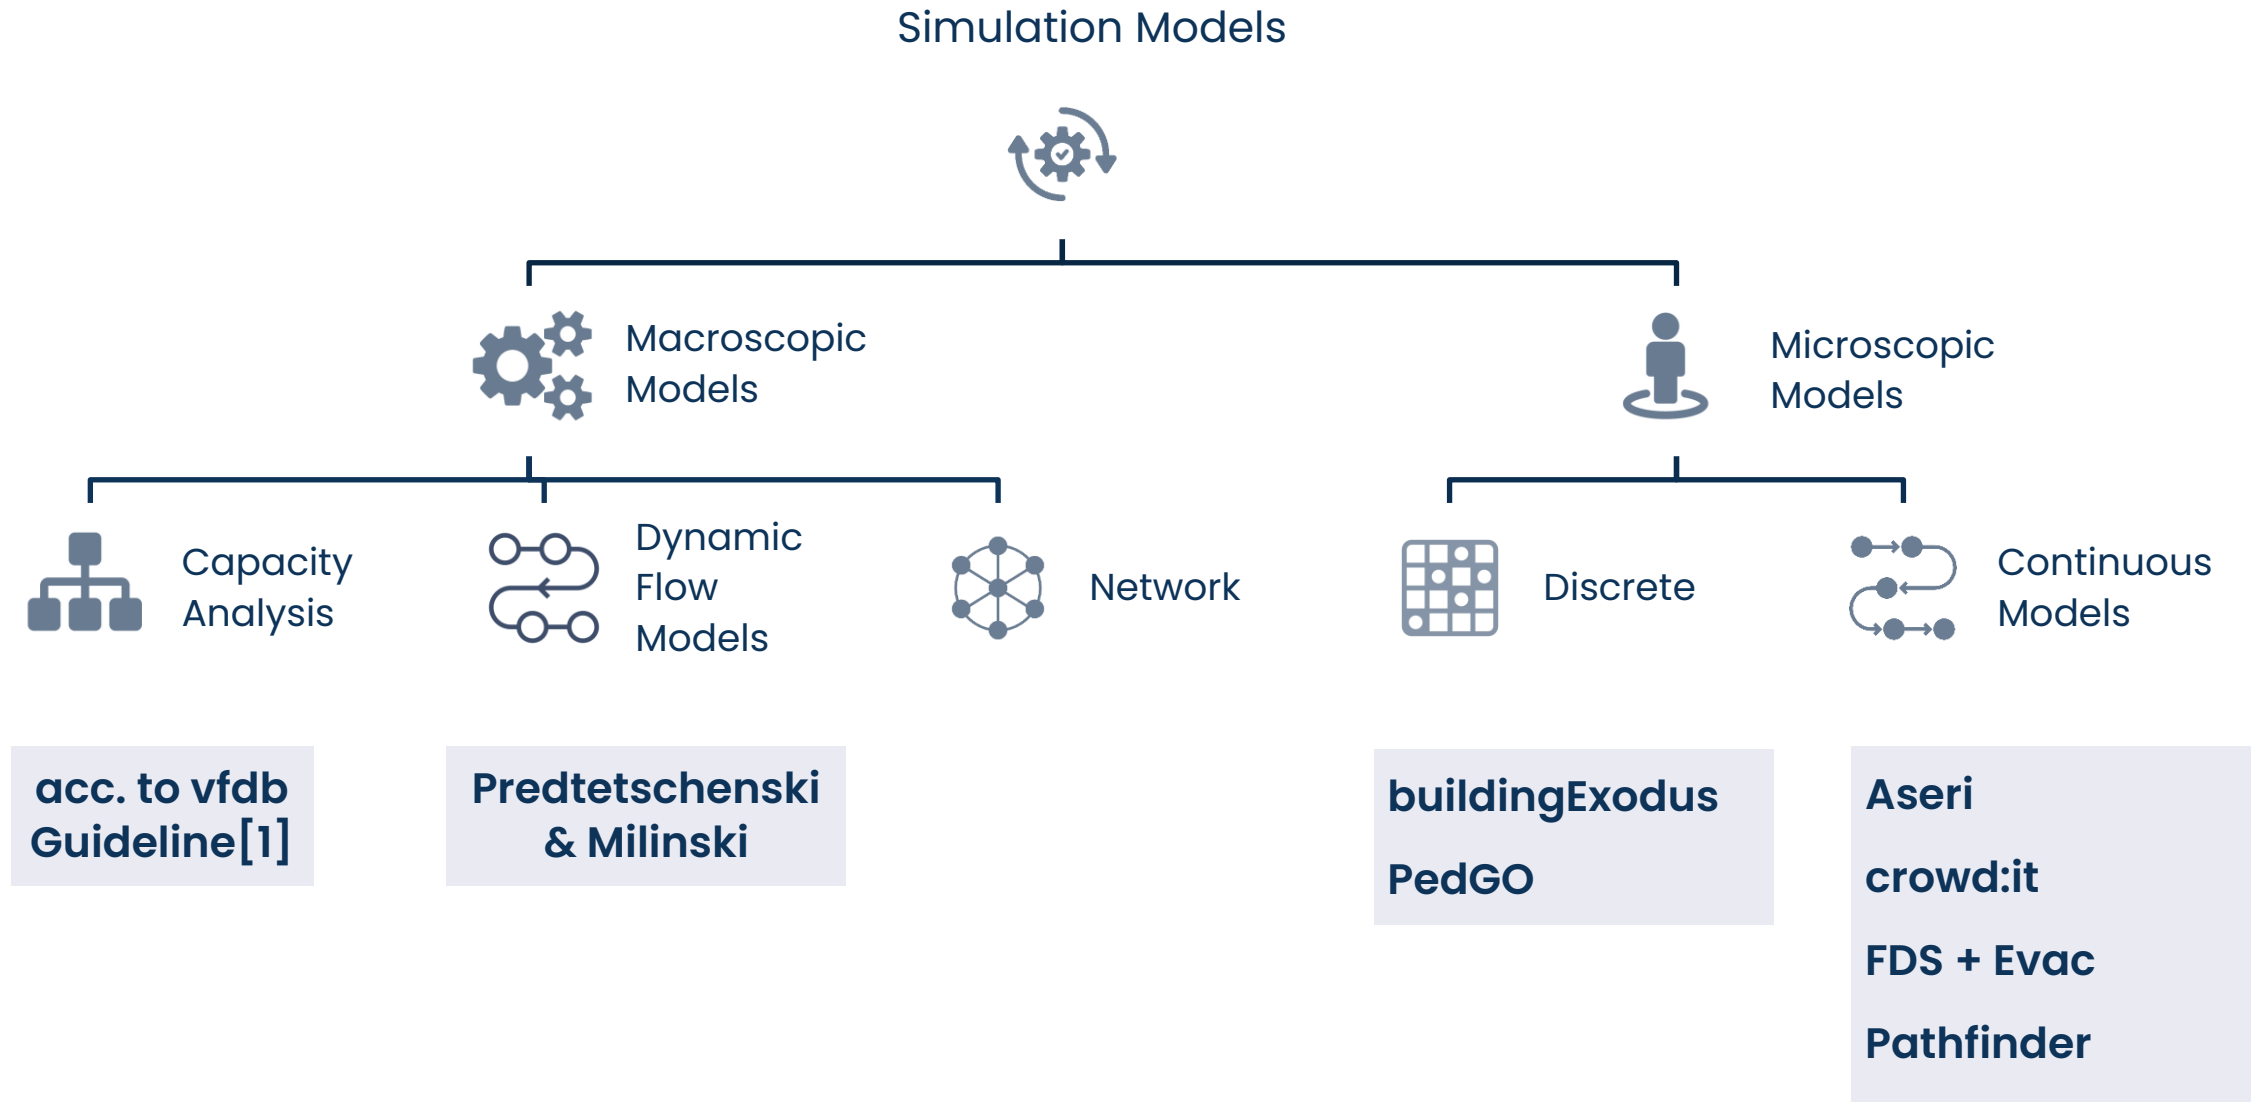 Simulation Models
Macroscopic
Models
Microscopic
Models
Capacity
Analysis
Dynamic
Flow
Models
Network
Discrete
Continuous
Models
acc. to vfdb
Guideline[1]
Predtetschenski
& Milinski
buildingExodus
PedGO
Aseri
crowd:it
FDS + Evac
Pathfinder